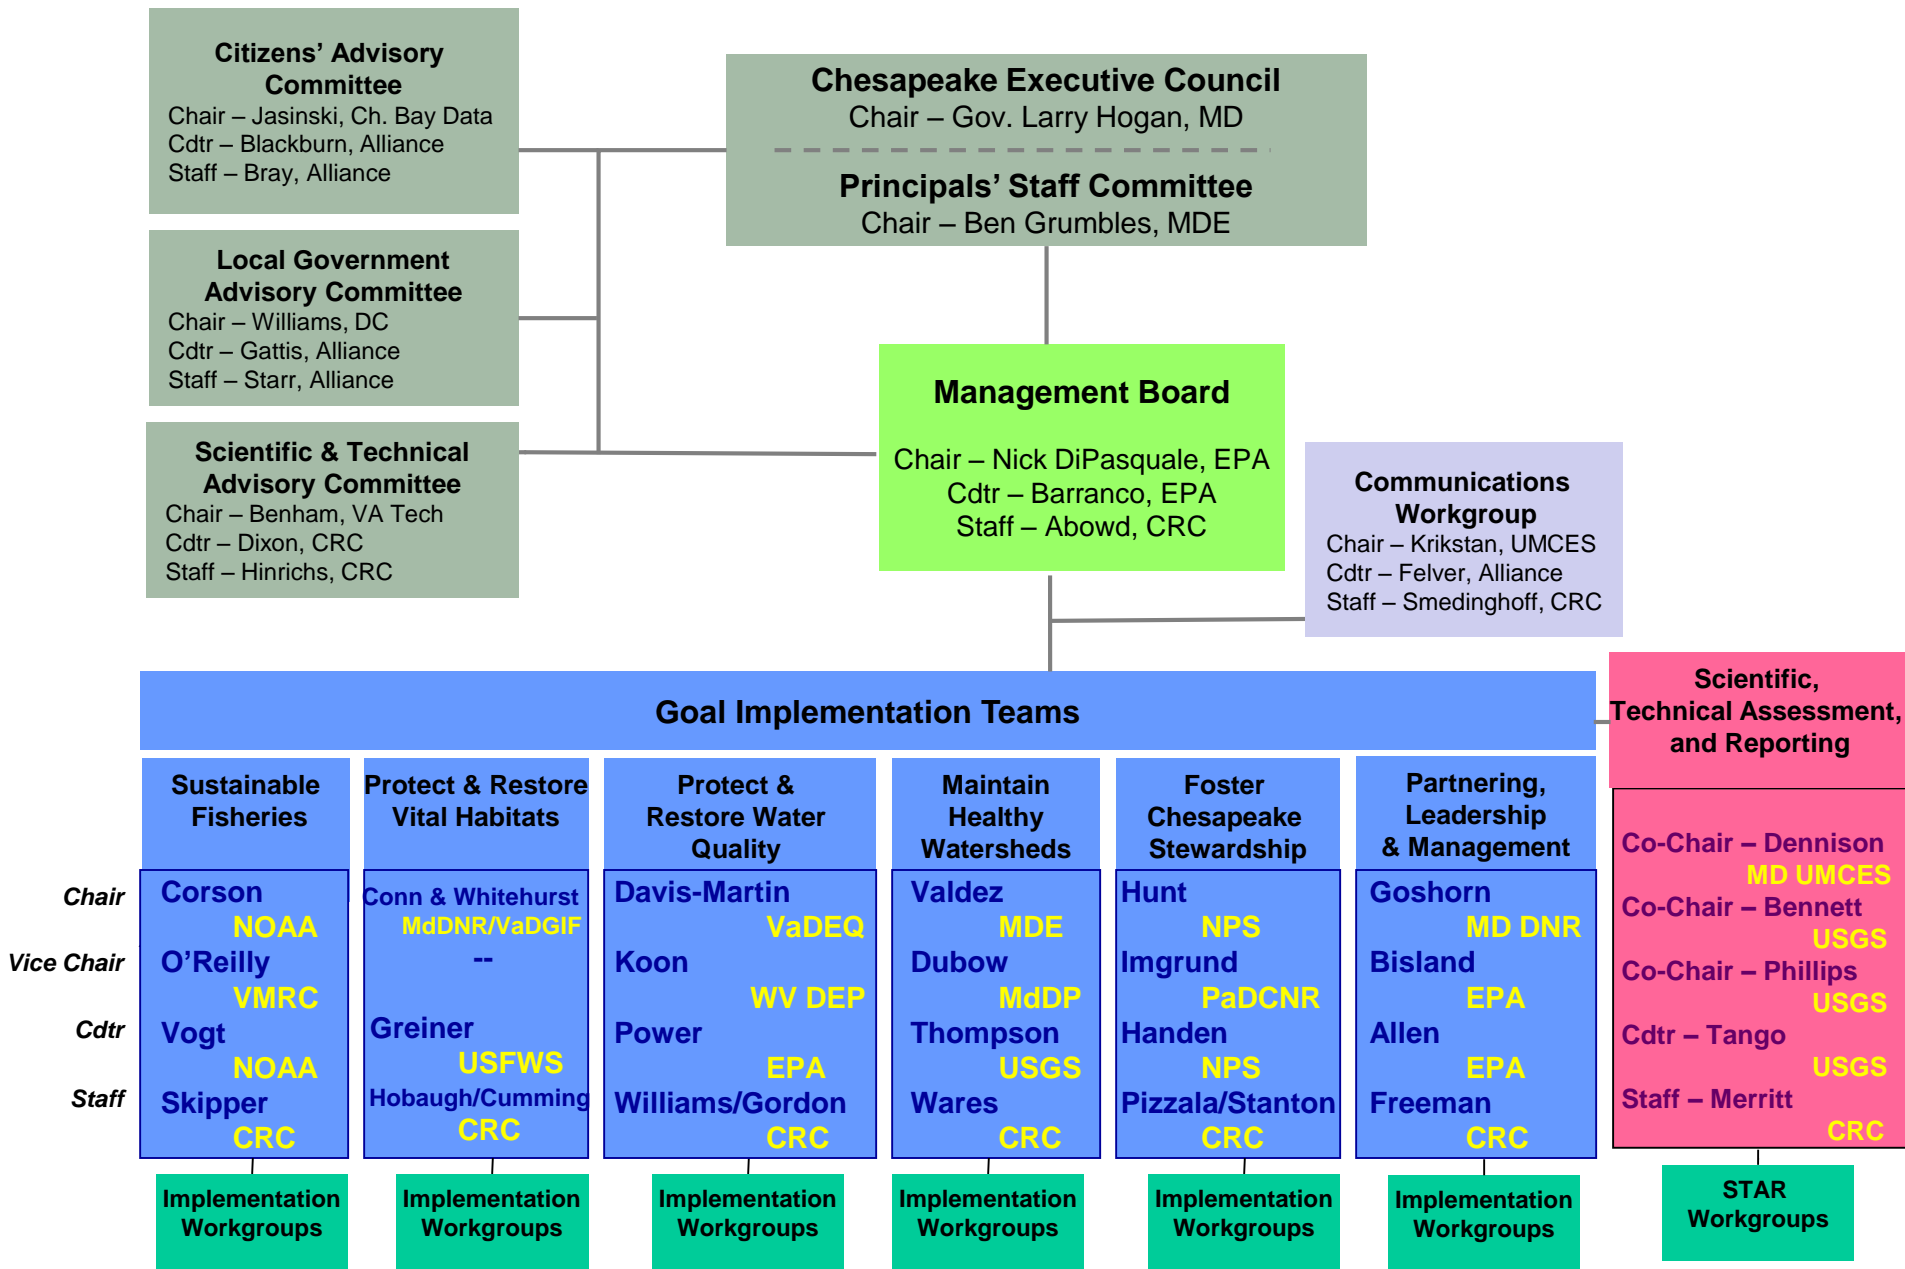 Citizens’ Advisory
Committee
Chair – Jasinski, Ch. Bay Data
Cdtr – Blackburn, Alliance
Staff – Bray, Alliance
Chesapeake Executive Council
Chair – Gov. Larry Hogan, MD
Principals’ Staff Committee
Chair – Ben Grumbles, MDE
Local Government
Advisory Committee
Chair – Williams, DC
Cdtr – Gattis, Alliance
Staff – Starr, Alliance
Scientific & Technical
Advisory Committee
Chair – Benham, VA Tech
Cdtr – Dixon, CRC
Staff – Hinrichs, CRC
Management Board
Chair – Nick DiPasquale, EPA
Cdtr – Barranco, EPA
Staff – Abowd, CRC
Communications
Workgroup
Chair – Krikstan, UMCES
Cdtr – Felver, Alliance
Staff – Smedinghoff, CRC
Goal Implementation Teams
Scientific,
Technical Assessment,
and Reporting
Sustainable
Fisheries
Protect & Restore
Vital Habitats
Protect &
Restore Water
Quality
Maintain
Healthy
Watersheds
Foster
Chesapeake
Stewardship
Partnering,
Leadership
& Management
Chair
Vice Chair
Cdtr
Staff
Corson
NOAA
O’Reilly
VMRC
Vogt
NOAA
Skipper
CRC
Conn & Whitehurst
MdDNR/VaDGIF
--
Greiner
USFWS
Hobaugh/Cumming
CRC
Davis-Martin
VaDEQ
Koon
WV DEP
Power
EPA
Williams/Gordon
CRC
Valdez
MDE
Dubow
MdDP
Thompson
USGS
Wares
CRC
Hunt
NPS
Imgrund
PaDCNR
Handen
NPS
Pizzala/Stanton
CRC
Goshorn
MD DNR
Bisland
EPA
Allen
EPA
Freeman
CRC
Co-Chair – Dennison
MD UMCES
Co-Chair – Bennett
USGS
Co-Chair – Phillips
USGS
Cdtr – Tango
USGS
Staff – Merritt
CRC
Implementation
Workgroups
Implementation
Workgroups
Implementation
Workgroups
Implementation
Workgroups
Implementation
Workgroups
Implementation
Workgroups
STAR
Workgroups